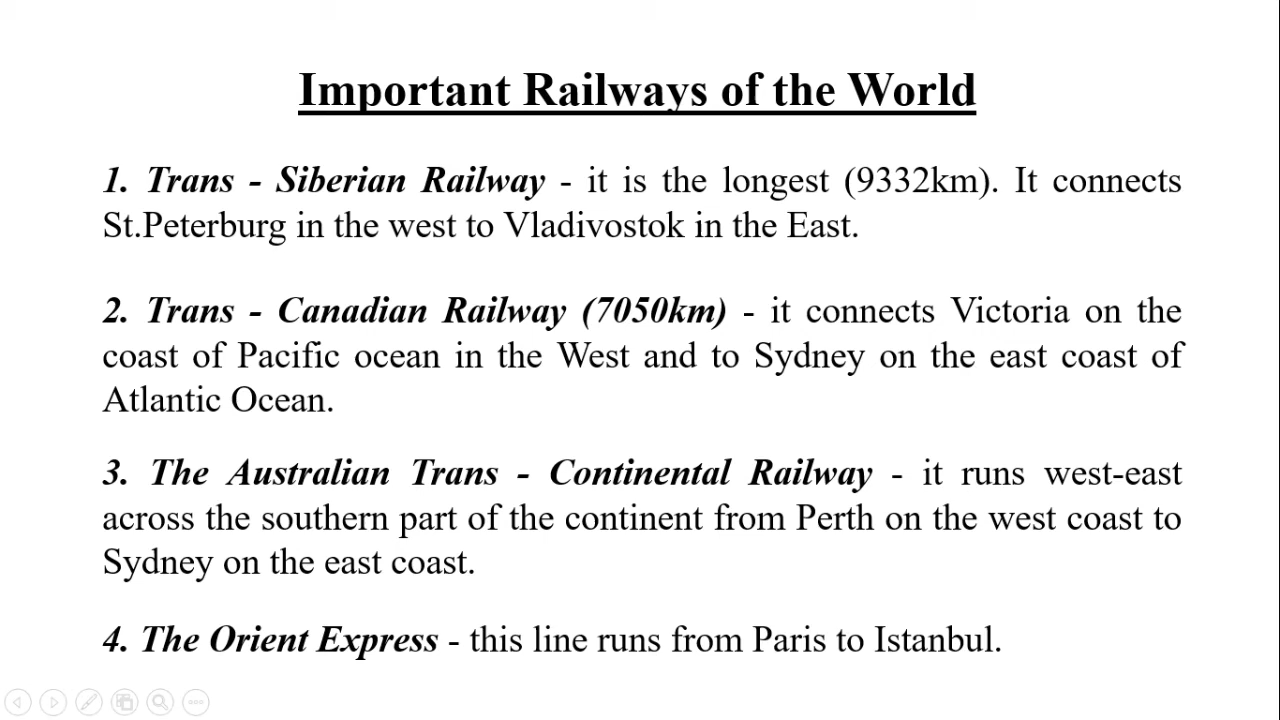 Important Railways of the World
1. Trans - Siberian Railway - it is the longest (9332km). It connects
St.Peterburg in the west to Vladivostok in the East.
2. Trans - Canadian Railway (7050km) - it connects Victoria on the
coast of Pacific ocean in the West and to Sydney on the east coast of
Atlantic Ocean.
3. The Australian Trans - Continental Railway - it runs west-east
across the southern part of the continent from Perth on the west coast to
Sydney on the east coast.
4. The Orient Express - this line runs from Paris to Istanbul.